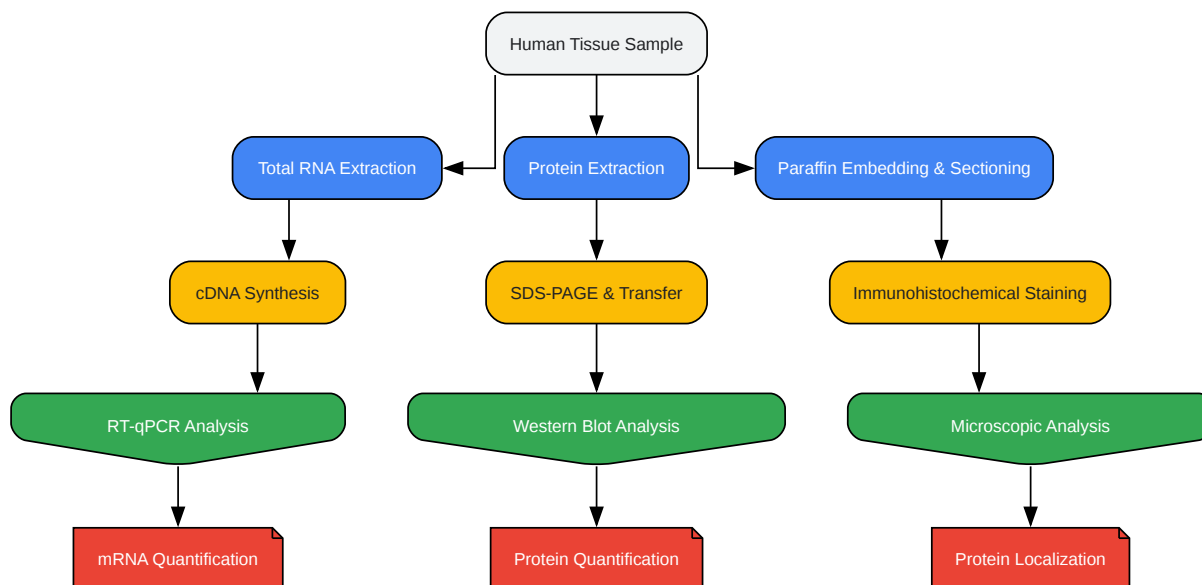 Human Tissue Sample
Total RNA Extraction
Protein Extraction
Paraffin Embedding & Sectioning
cDNA Synthesis
SDS-PAGE & Transfer
Immunohistochemical Staining
RT-qPCR Analysis
Western Blot Analysis
Microscopic Analysis
mRNA Quantification
Protein Quantification
Protein Localization